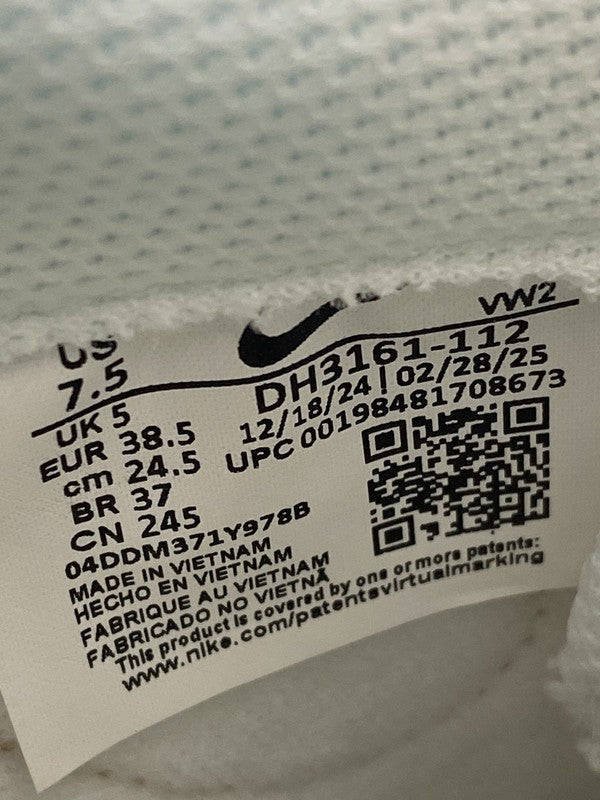 US
7.5
UK 5
EUR 38.5
cm 24.5
BR 37
CN 245
VW2
DH3161-112
12/18/24 | 02/28/25
UPC 00198481708673
04DDM371Y978B
MADE IN VIETNAM
HECHO EN VIETNAM
FABRIQUE AU VIETNAM
FABRICADO NO VIETNÃ
This product is covered by one or more patents:
www.nike.com/patentsvirtualmarking